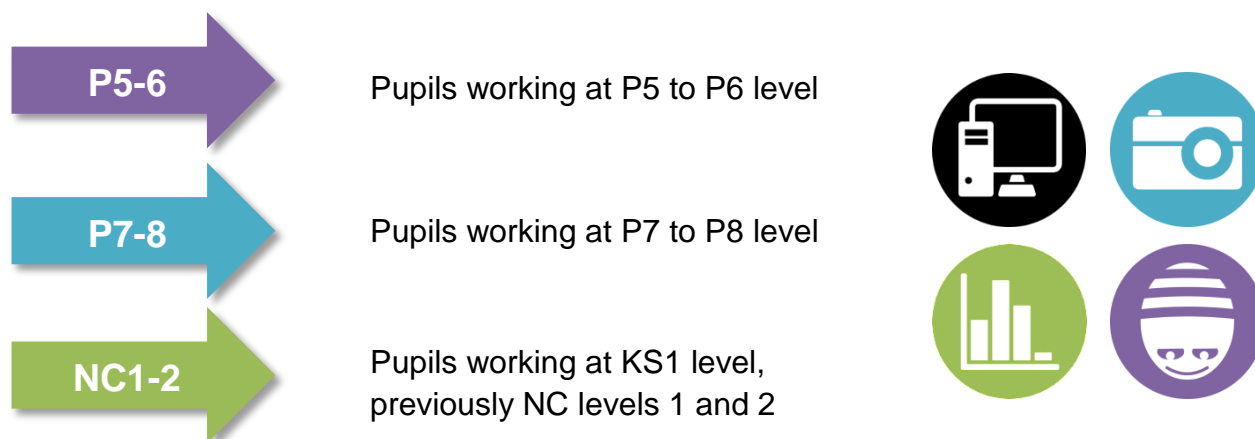 P5-6
Pupils working at P5 to P6 level
P7-8
Pupils working at P7 to P8 level
NC1-2
Pupils working at KS1 level,
previously NC levels 1 and 2